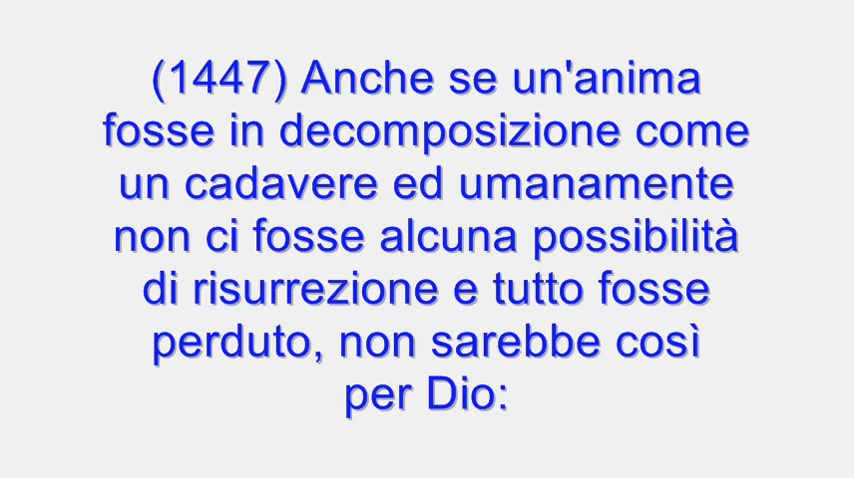 (1447) Anche se un'anima
fosse in decomposizione come
un cadavere ed umanamente
non ci fosse alcuna possibilità
di risurrezione e tutto fosse
perduto, non sarebbe così
per Dio: